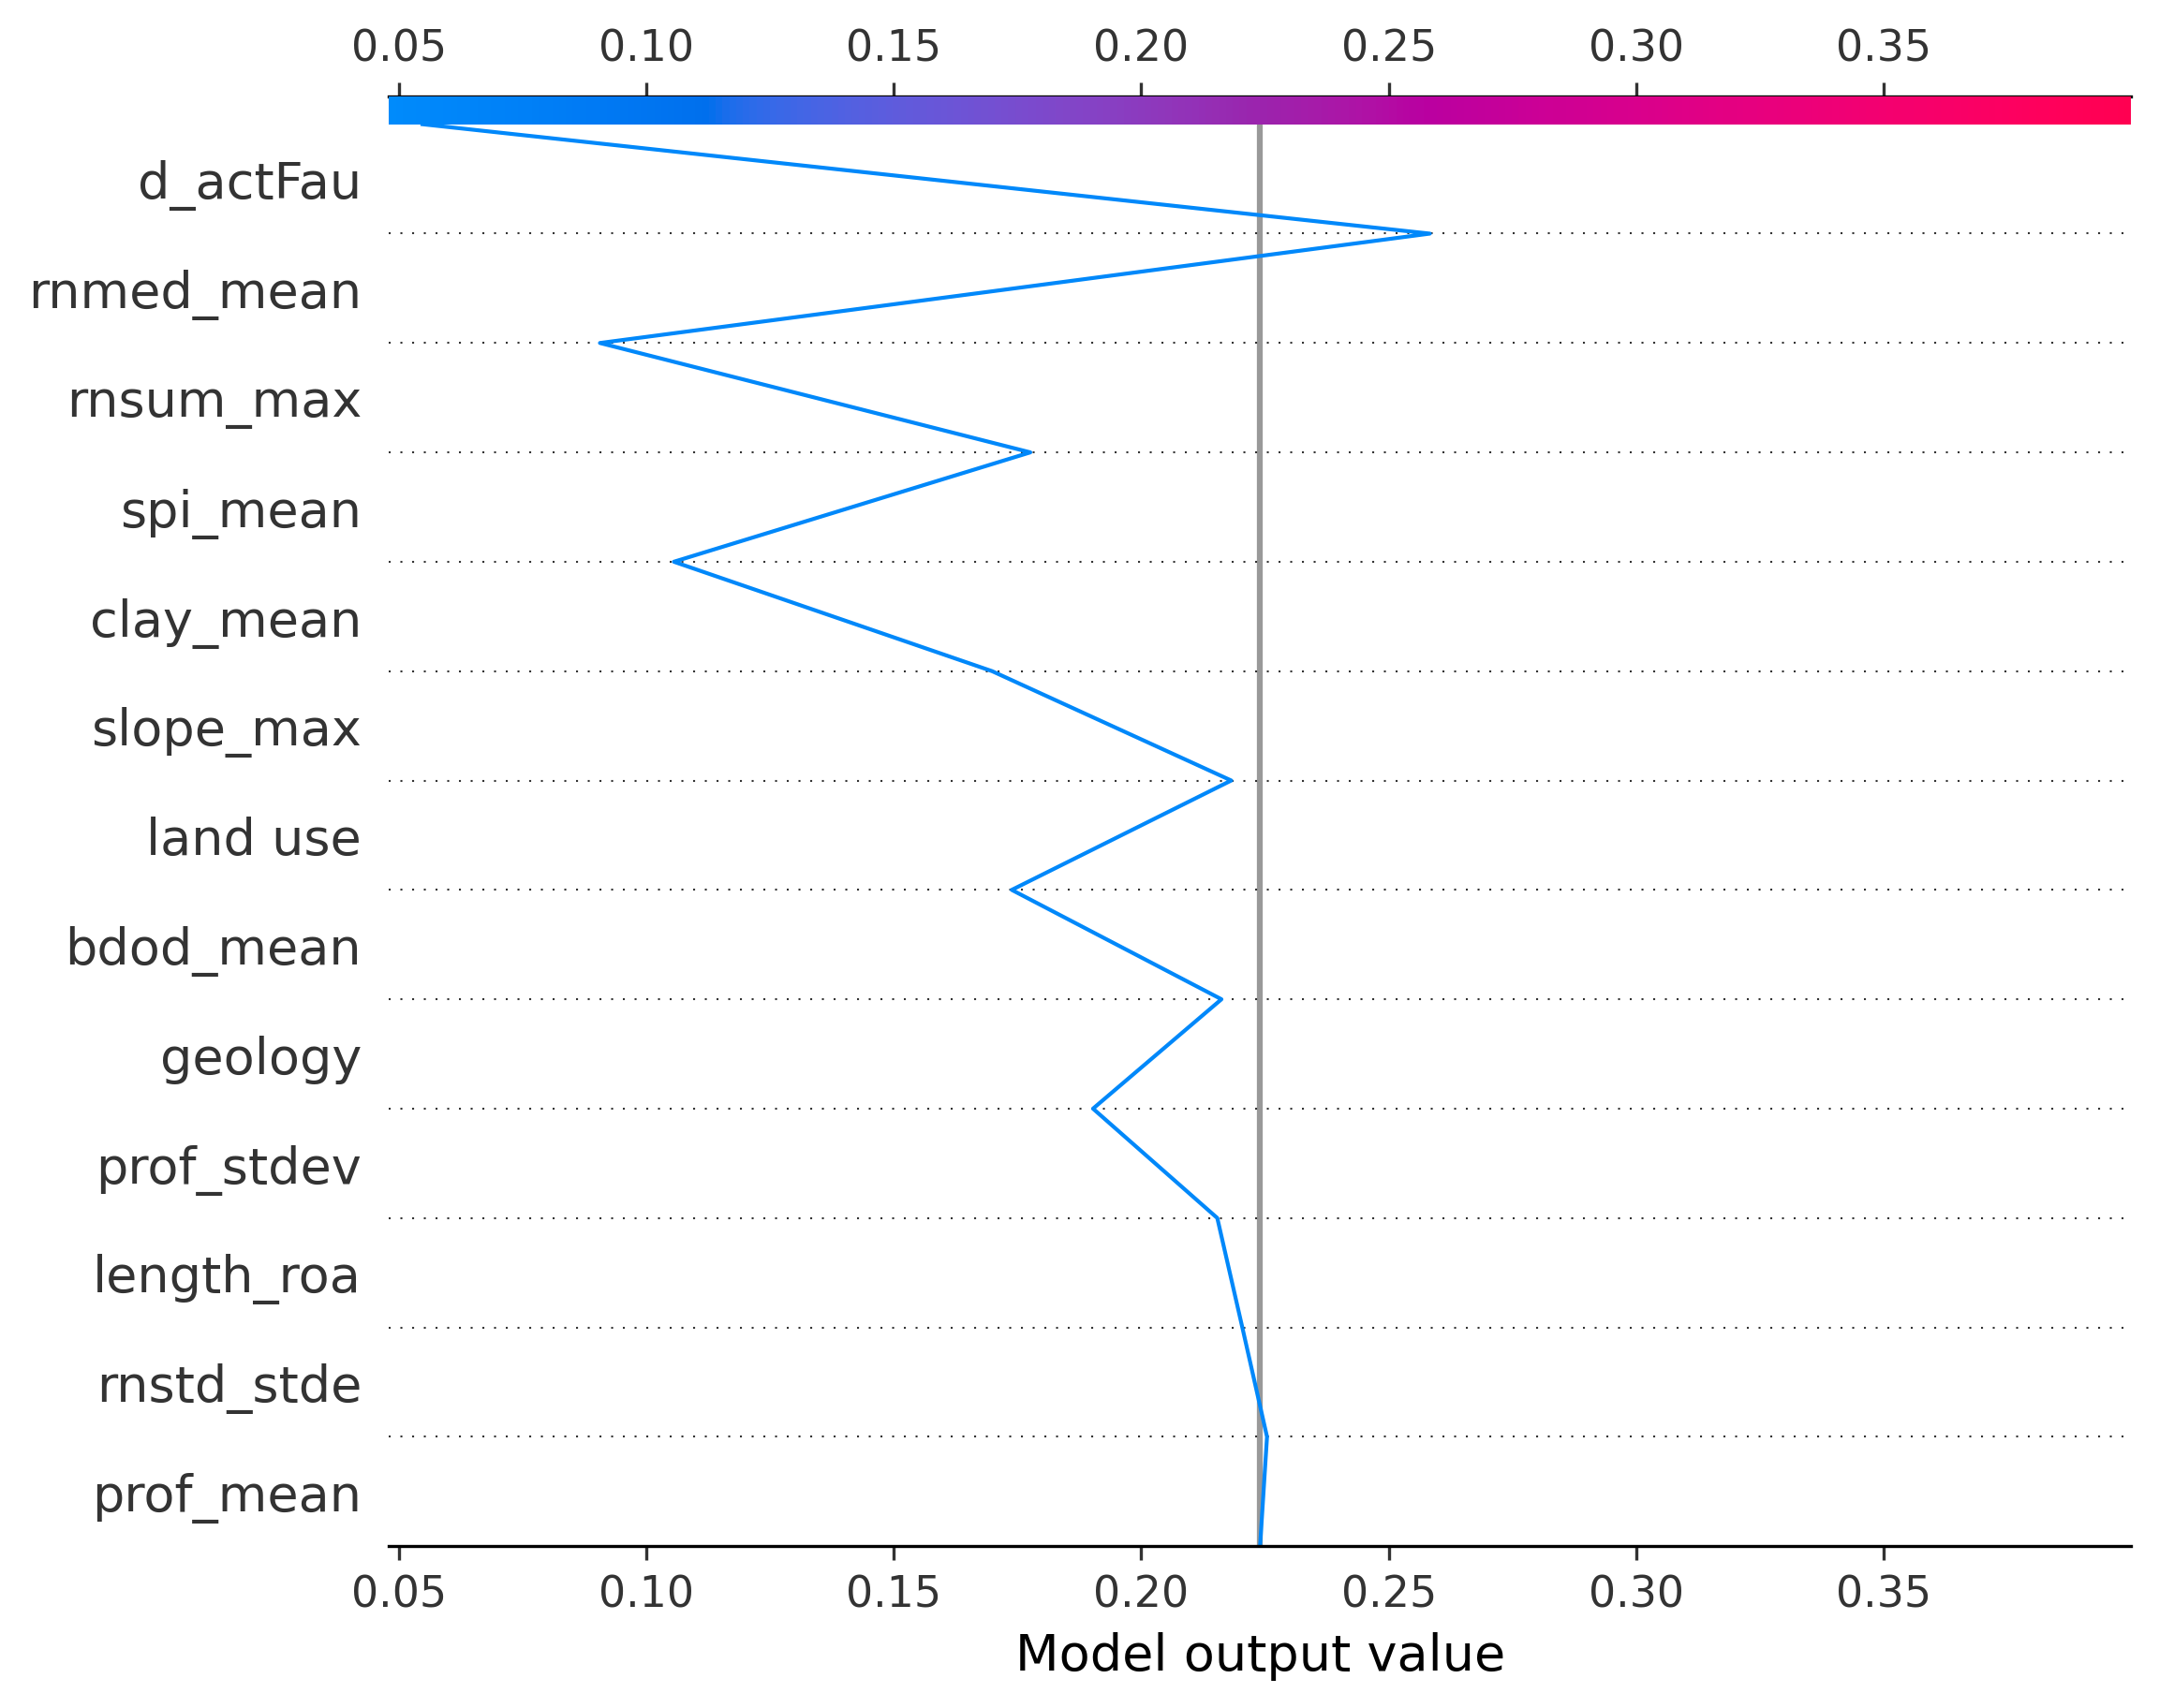 0.05 0.10 0.15 0.20 0.25 0.30 0.35
d_actFau
rnmed_mean
rnsum_max
spi_mean
clay_mean
slope_max
land use
bdod_mean
geology
prof_stdev
length_roa
rnstd_stde
prof_mean
0.05 0.10 0.15 0.20 0.25 0.30 0.35
Model output value